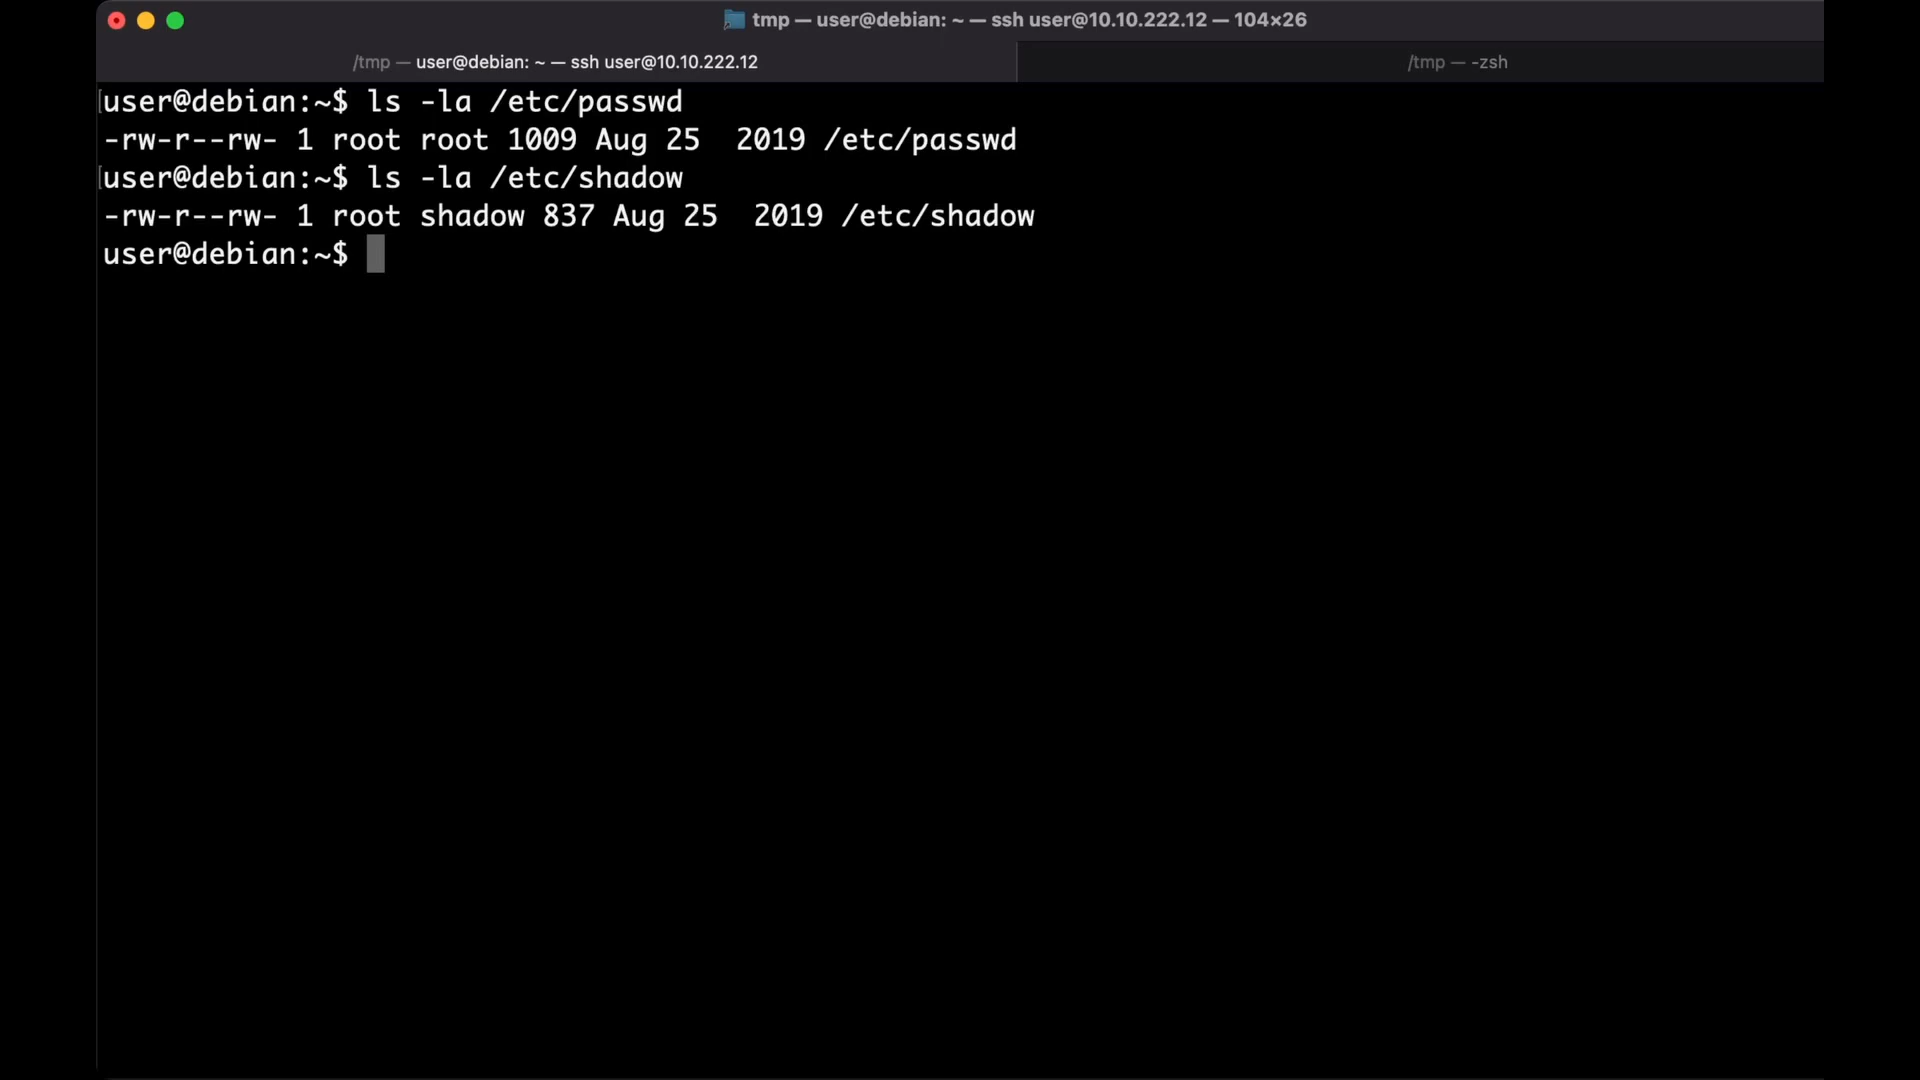 tmp — user@debian: ~ — ssh user@10.10.222.12 — 104×26
/tmp — user@debian: ~ — ssh user@10.10.222.12
/tmp — -zsh
user@debian:~$ ls -la /etc/passwd
-rw-r--rw- 1 root root 1009 Aug 25  2019 /etc/passwd
user@debian:~$ ls -la /etc/shadow
-rw-r--rw- 1 root shadow 837 Aug 25  2019 /etc/shadow
user@debian:~$